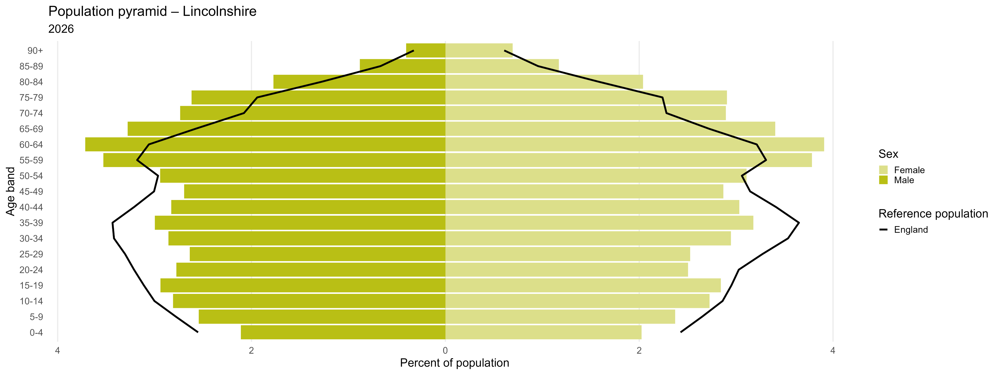 Population pyramid – Lincolnshire
2026
90+
85-89
80-84
75-79
70-74
65-69
60-64
55-59
50-54
45-49
40-44
35-39
30-34
25-29
20-24
15-19
10-14
5-9
0-4
Age band
4 2 0 2 4
Percent of population
Sex
Female
Male
Reference population
England